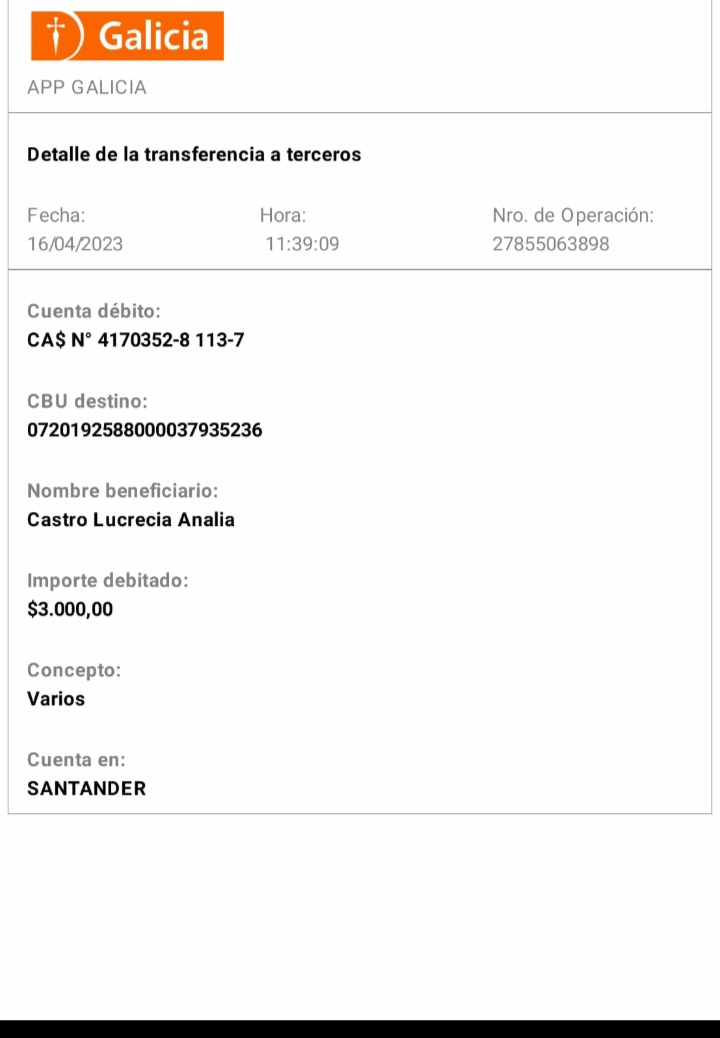 Galicia
APP GALICIA
Detalle de la transferencia a terceros
Fecha: Hora: Nro. de Operación:
16/04/2023 11:39:09 27855063898
Cuenta débito:
CA$ N° 4170352-8 113-7
CBU destino:
0720192588000037935236
Nombre beneficiario:
Castro Lucrecia Analia
Importe debitado:
$3.000,00
Concepto:
Varios
Cuenta en:
SANTANDER